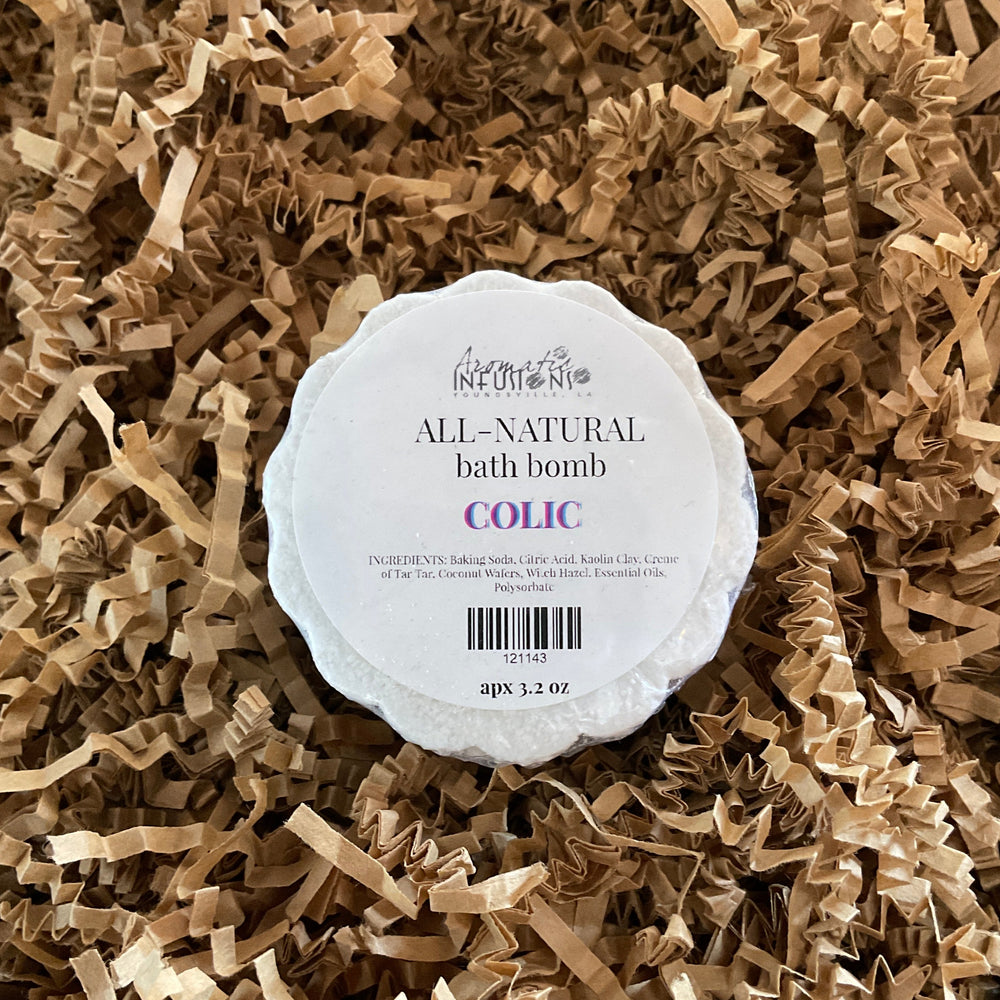 Aromatic
INFUSIONS
YOUNGSVILLE, LA
ALL-NATURAL
bath bomb
COLIC
INGREDIENTS: Baking Soda, Citric Acid, Kaolin Clay, Creme
of Tar Tar, Coconut Wafers, Witch Hazel, Essential Oils,
Polysorbate
121143
apx 3.2 oz